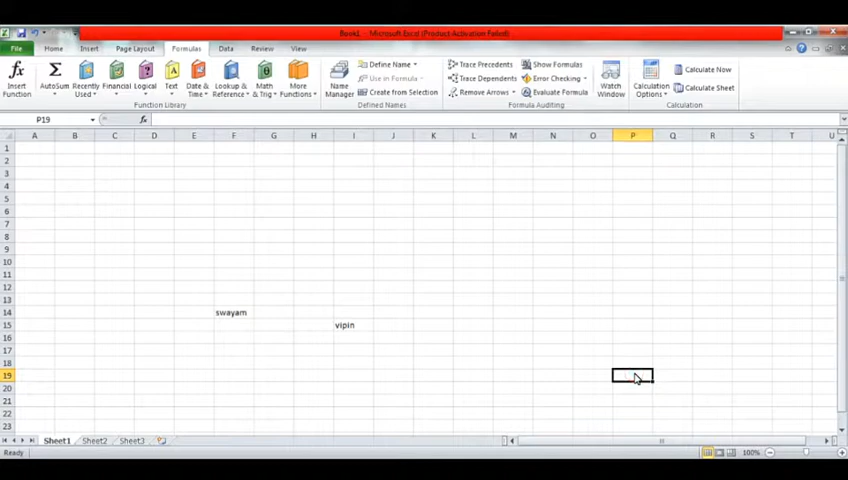 Book1 - Microsoft Excel (Product Activation Failed)
File Home Insert Page Layout Formulas Data Review View
Insert Function
AutoSum
Recently Used
Financial
Logical
Text
Date & Time
Lookup & Reference
Math & Trig
More Functions
Function Library
Name Manager
Define Name
Use in Formula
Create from Selection
Defined Names
Trace Precedents
Trace Dependents
Remove Arrows
Show Formulas
Error Checking
Evaluate Formula
Formula Auditing
Watch Window
Calculation Options
Calculate Now
Calculate Sheet
Calculation
P19 fx
A B C D E F G H I J K L M N O P Q R S T U
1
2
3
4
5
6
7
8
9
10
11
12
13
14 swayam
15 vipin
16
17
18
19
20
21
22
23
Sheet1 Sheet2 Sheet3
Ready 100%